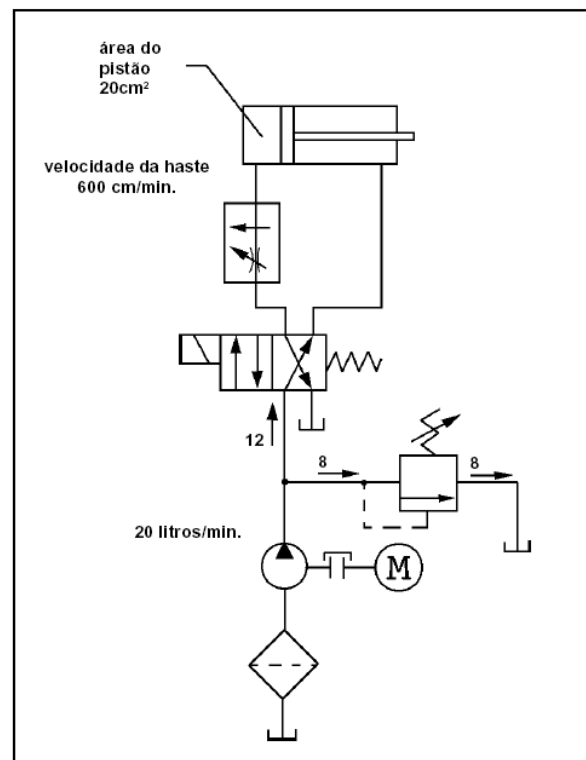 área do
pistão
20cm²
velocidade da haste
600 cm/min.
12
8
8
20 litros/min.
M